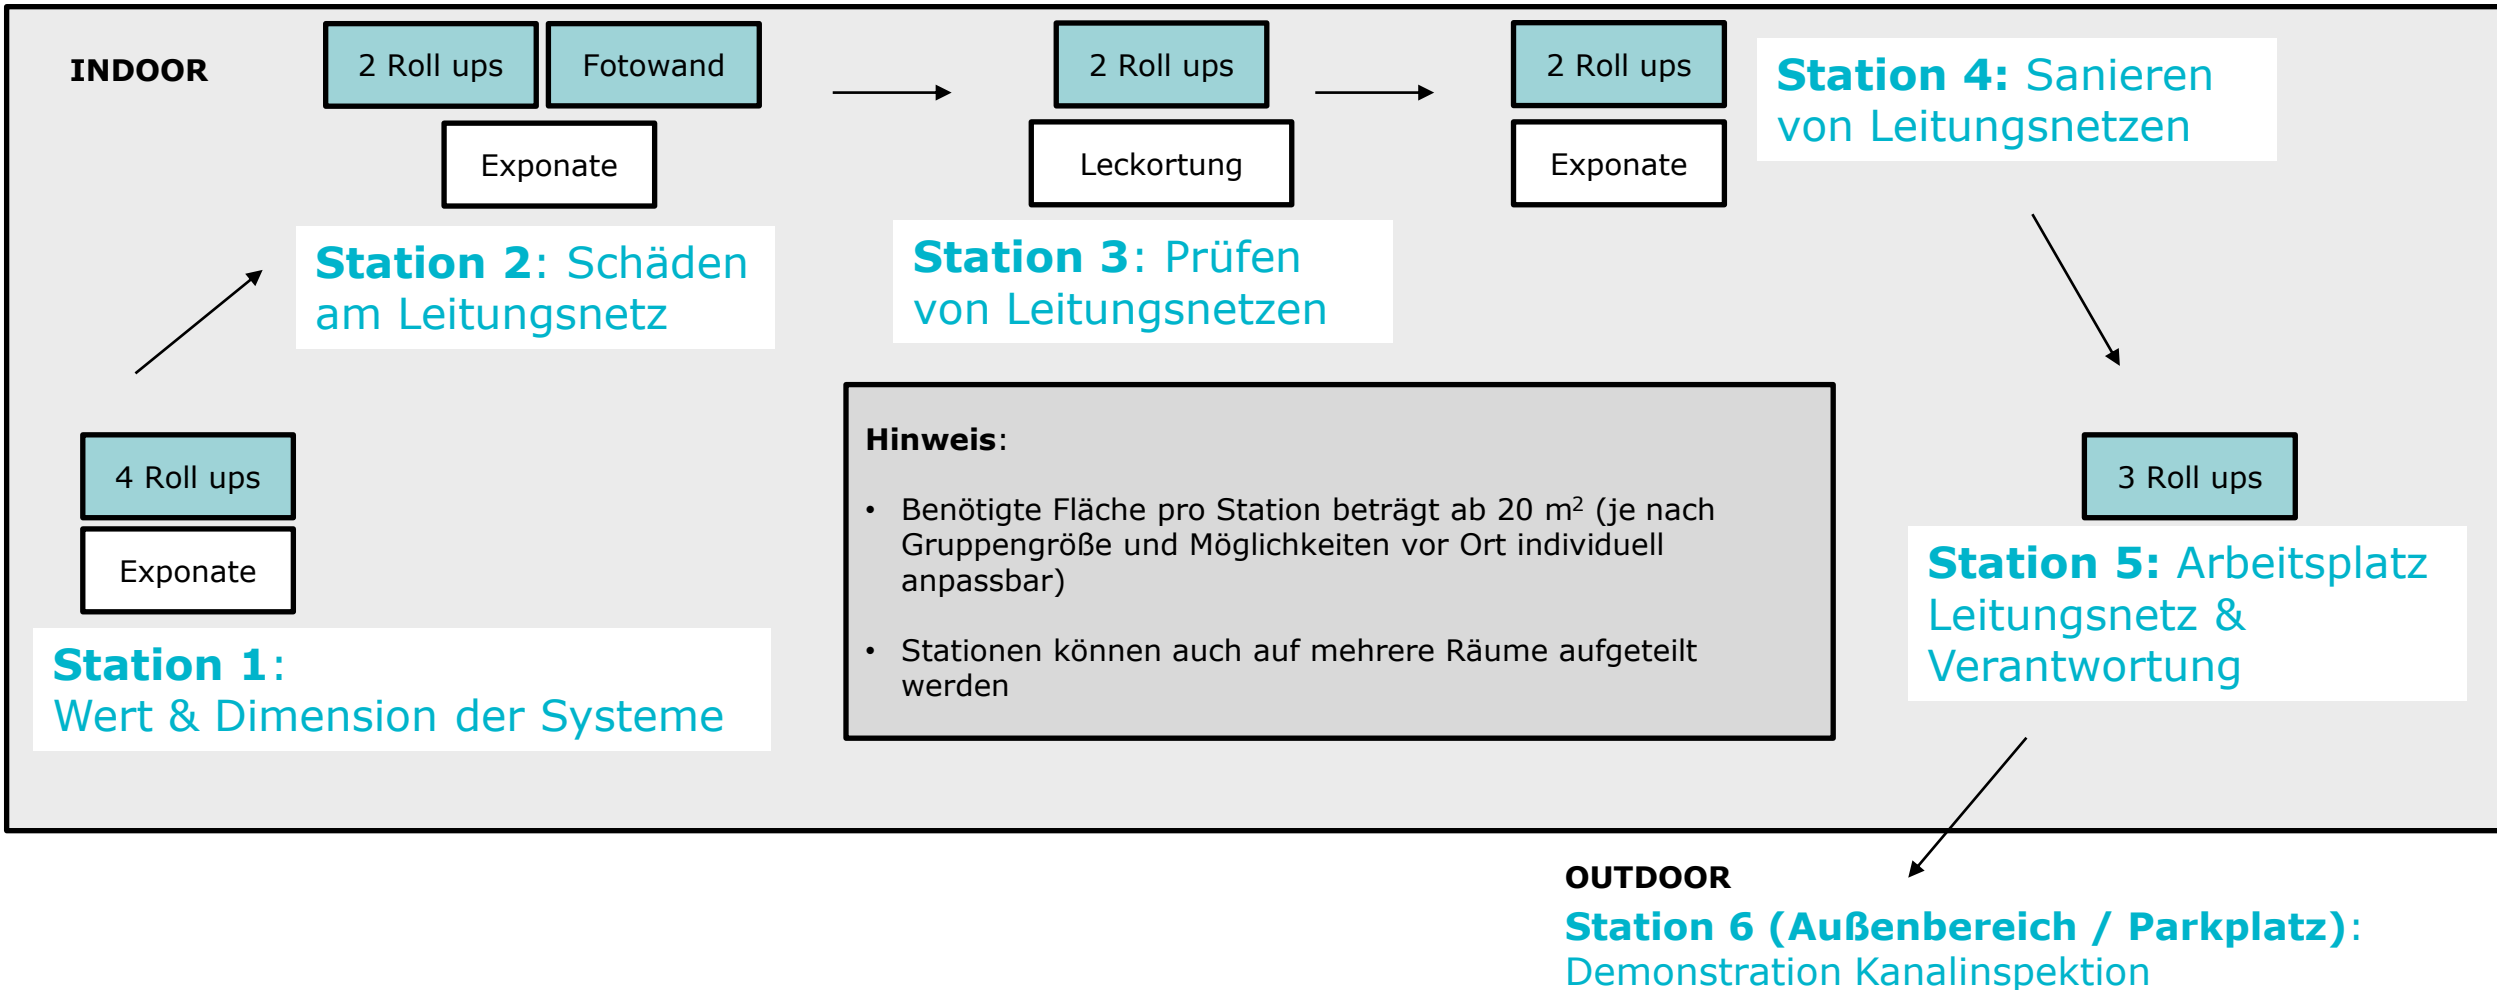 INDOOR
2 Roll ups
Fotowand
Exponate
Station 2: Schäden
am Leitungsnetz
2 Roll ups
Leckortung
Station 3: Prüfen
von Leitungsnetzen
2 Roll ups
Exponate
Station 4: Sanieren
von Leitungsnetzen
4 Roll ups
Exponate
Station 1:
Wert & Dimension der Systeme
Hinweis:
• Benötigte Fläche pro Station beträgt ab 20 m² (je nach
Gruppengröße und Möglichkeiten vor Ort individuell
anpassbar)
• Stationen können auch auf mehrere Räume aufgeteilt
werden
3 Roll ups
Station 5: Arbeitsplatz
Leitungsnetz &
Verantwortung
OUTDOOR
Station 6 (Außenbereich / Parkplatz):
Demonstration Kanalinspektion